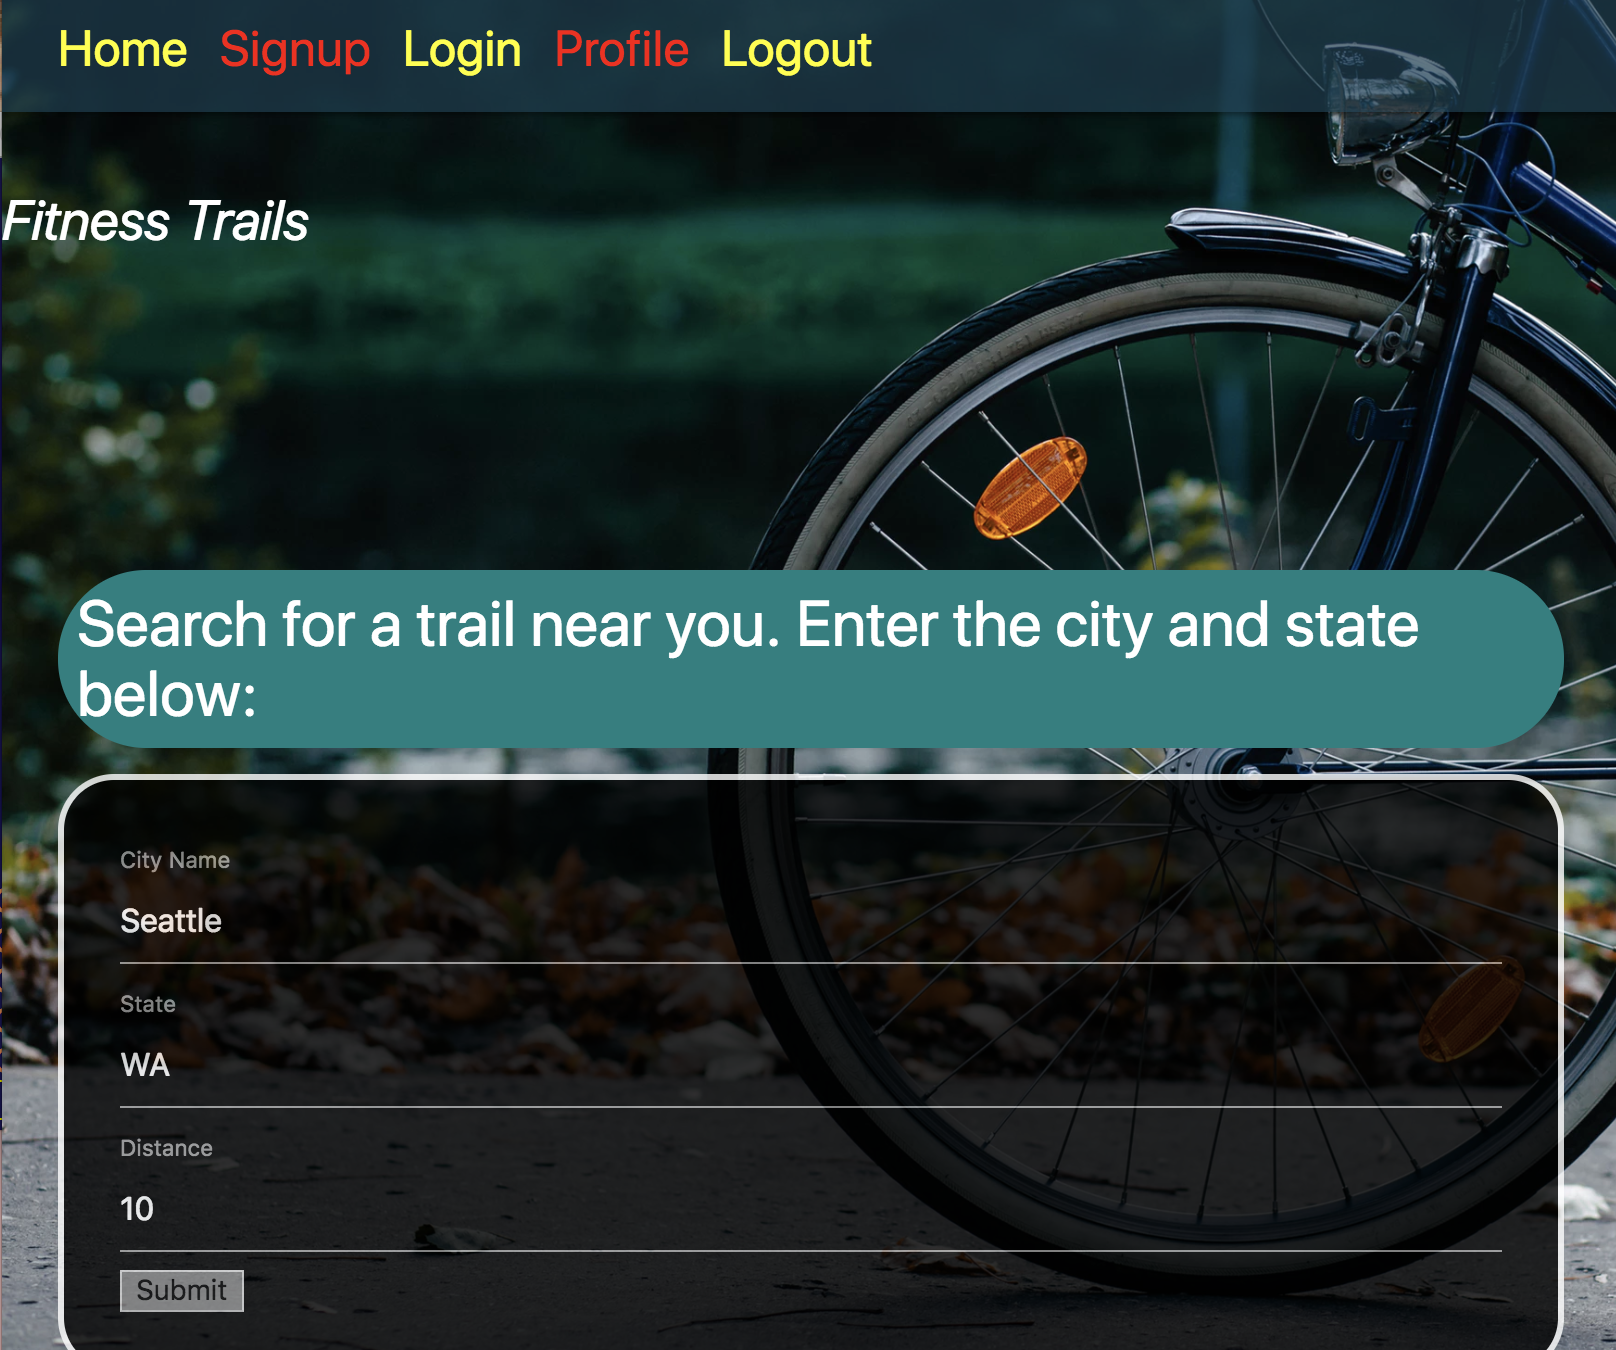 Home Signup Login Profile Logout
Fitness Trails
Search for a trail near you. Enter the city and state
below:
City Name
Seattle
State
WA
Distance
10
Submit